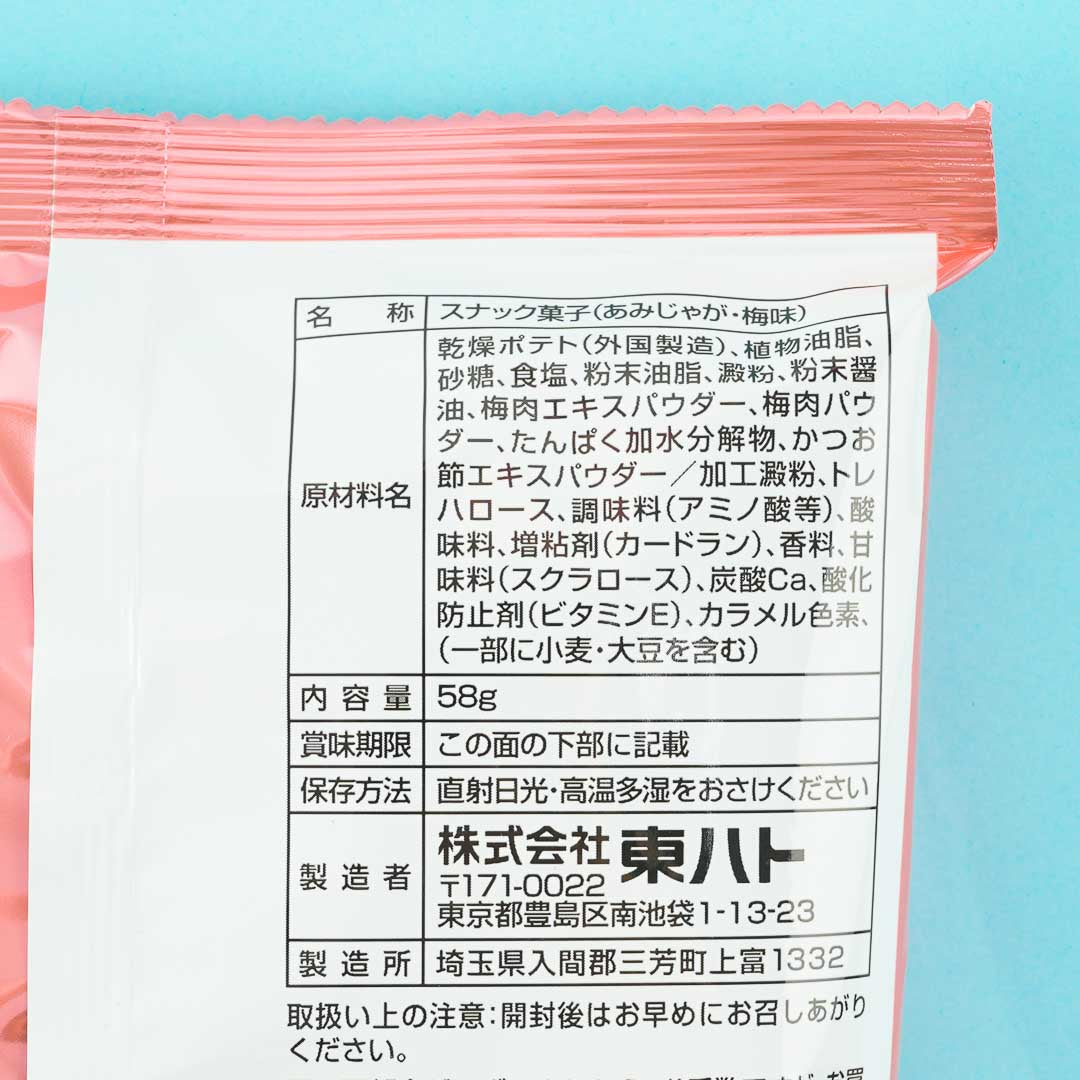 名称 スナック菓子(あみじゃが・梅味)
原材料名
乾燥ポテト(外国製造)、植物油脂、
砂糖、食塩、粉末油脂、澱粉、粉末醤
油、梅肉エキスパウダー、梅肉パウ
ダー、たんぱく加水分解物、かつお
節エキスパウダー/加工澱粉、トレ
ハロース、調味料(アミノ酸等)、酸
味料、増粘剤(カードラン)、香料、甘
味料(スクラロース)、炭酸Ca、酸化
防止剤(ビタミンE)、カラメル色素、
(一部に小麦・大豆を含む)
内容量 58g
賞味期限 この面の下部に記載
保存方法 直射日光・高温多湿をおさけください
製造者
株式会社 東ハト
〒171-0022
東京都豊島区南池袋1-13-23
製造所 埼玉県入間郡三芳町上富1332
取扱い上の注意:開封後はお早めにお召しあがり
ください。